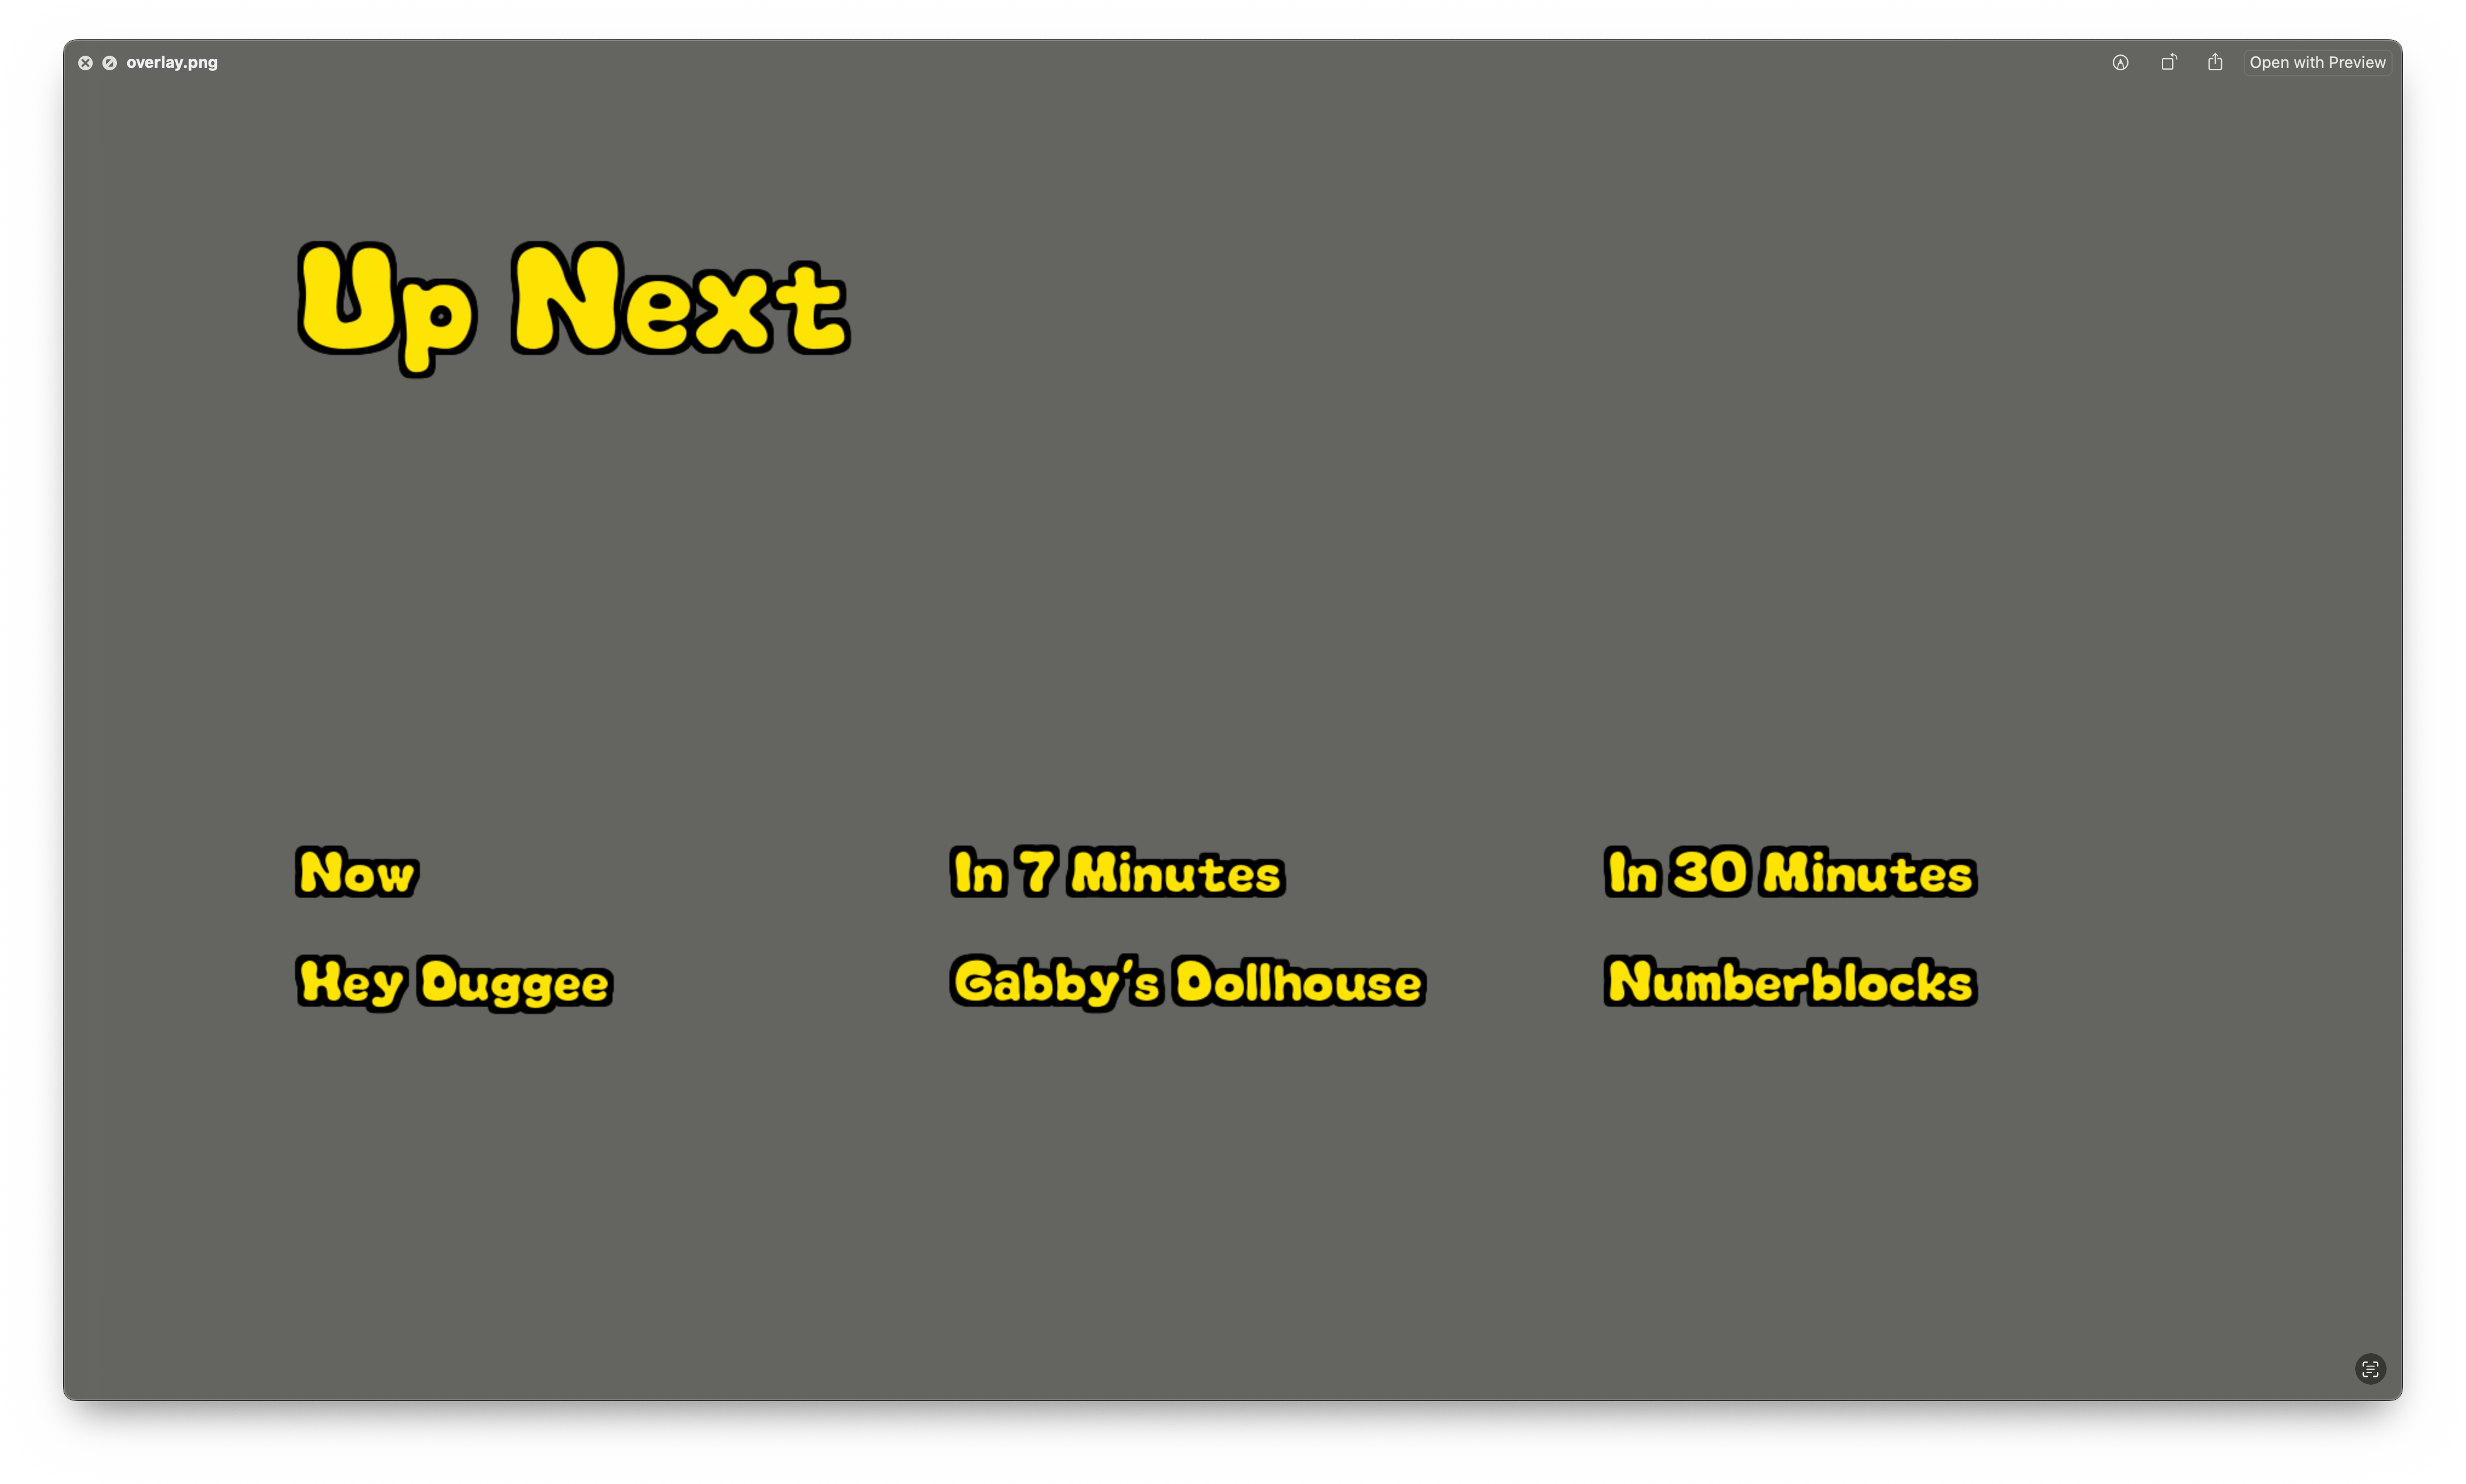 overlay.png
Open with Preview
Up Next
Now
In 7 Minutes
In 30 Minutes
Hey Duggee
Gabby's Dollhouse
Numberblocks